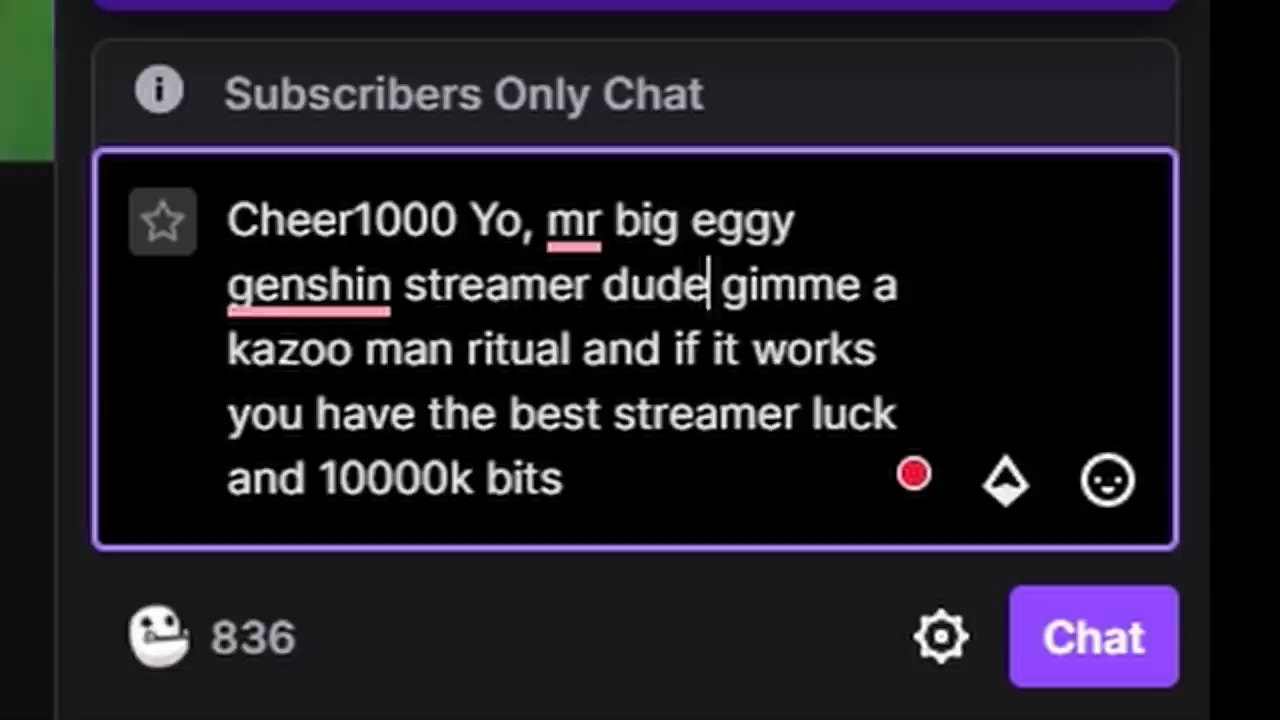 Subscribers Only Chat
Cheer1000 Yo, mr big eggy
genshin streamer dude gimme a
kazoo man ritual and if it works
you have the best streamer luck
and 10000k bits
836
Chat